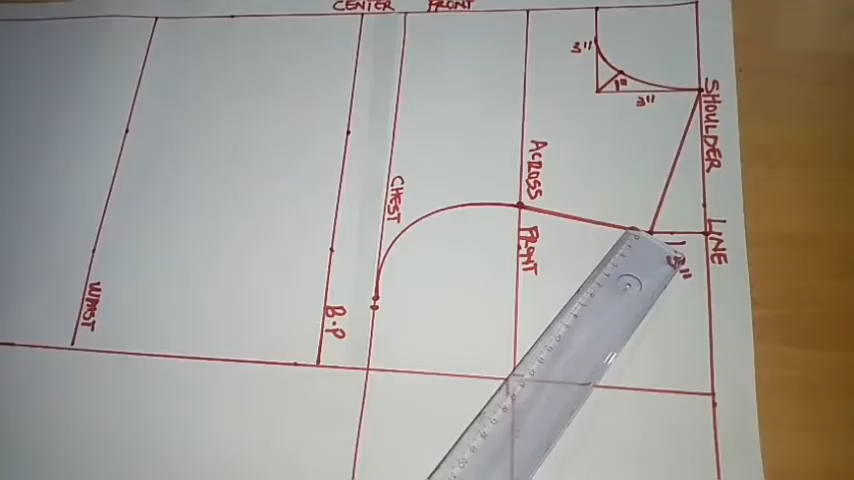 CENTER FRONT
3"
1"
3"
SHOULDER LINE
ACROSS FRONT
CHEST
B.P
WAIST